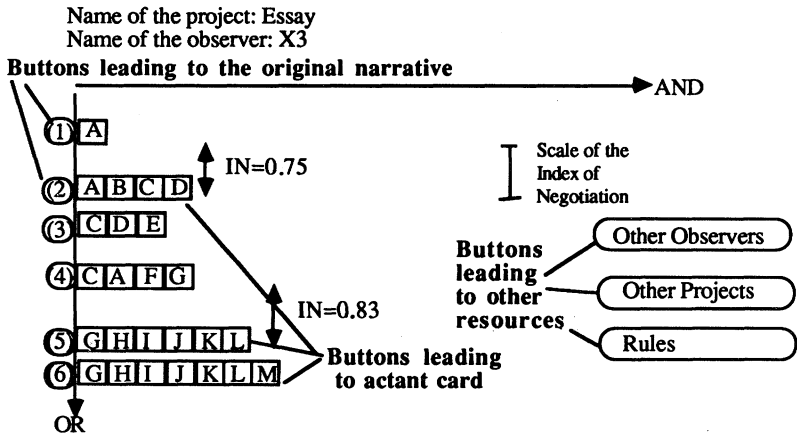 Name of the project: Essay
Name of the observer: X3
Buttons leading to the original narrative
AND
(1) A
IN=0.75
Scale of the
Index of
Negotiation
(2) A B C D
(3) C D E
Other Observers
Buttons
leading
to other
resources
(4) C A F G
Other Projects
IN=0.83
(5) G H I J K L
Rules
Buttons leading
to actant card
(6) G H I J K L M
OR